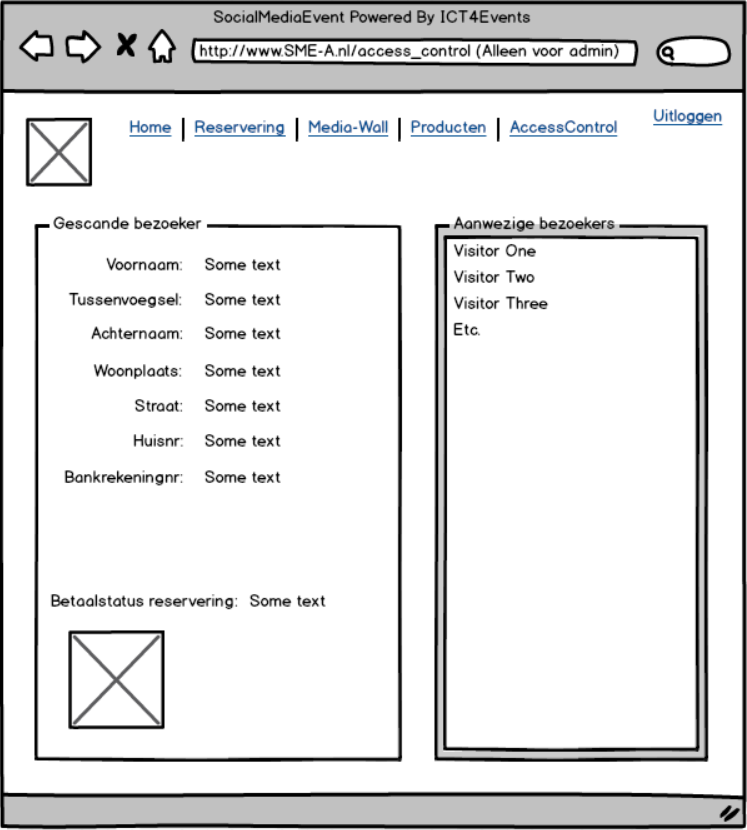 SocialMediaEvent Powered By ICT4Events
http://www.SME-A.nl/access_control (Alleen voor admin)
Uitloggen
Home | Reservering | Media-Wall | Producten | AccessControl
Gescande bezoeker
Voornaam: Some text
Tussenvoegsel: Some text
Achternaam: Some text
Woonplaats: Some text
Straat: Some text
Huisnr: Some text
Bankrekeningnr: Some text
Betaalstatus reservering: Some text
Aanwezige bezoekers
Visitor One
Visitor Two
Visitor Three
Etc.